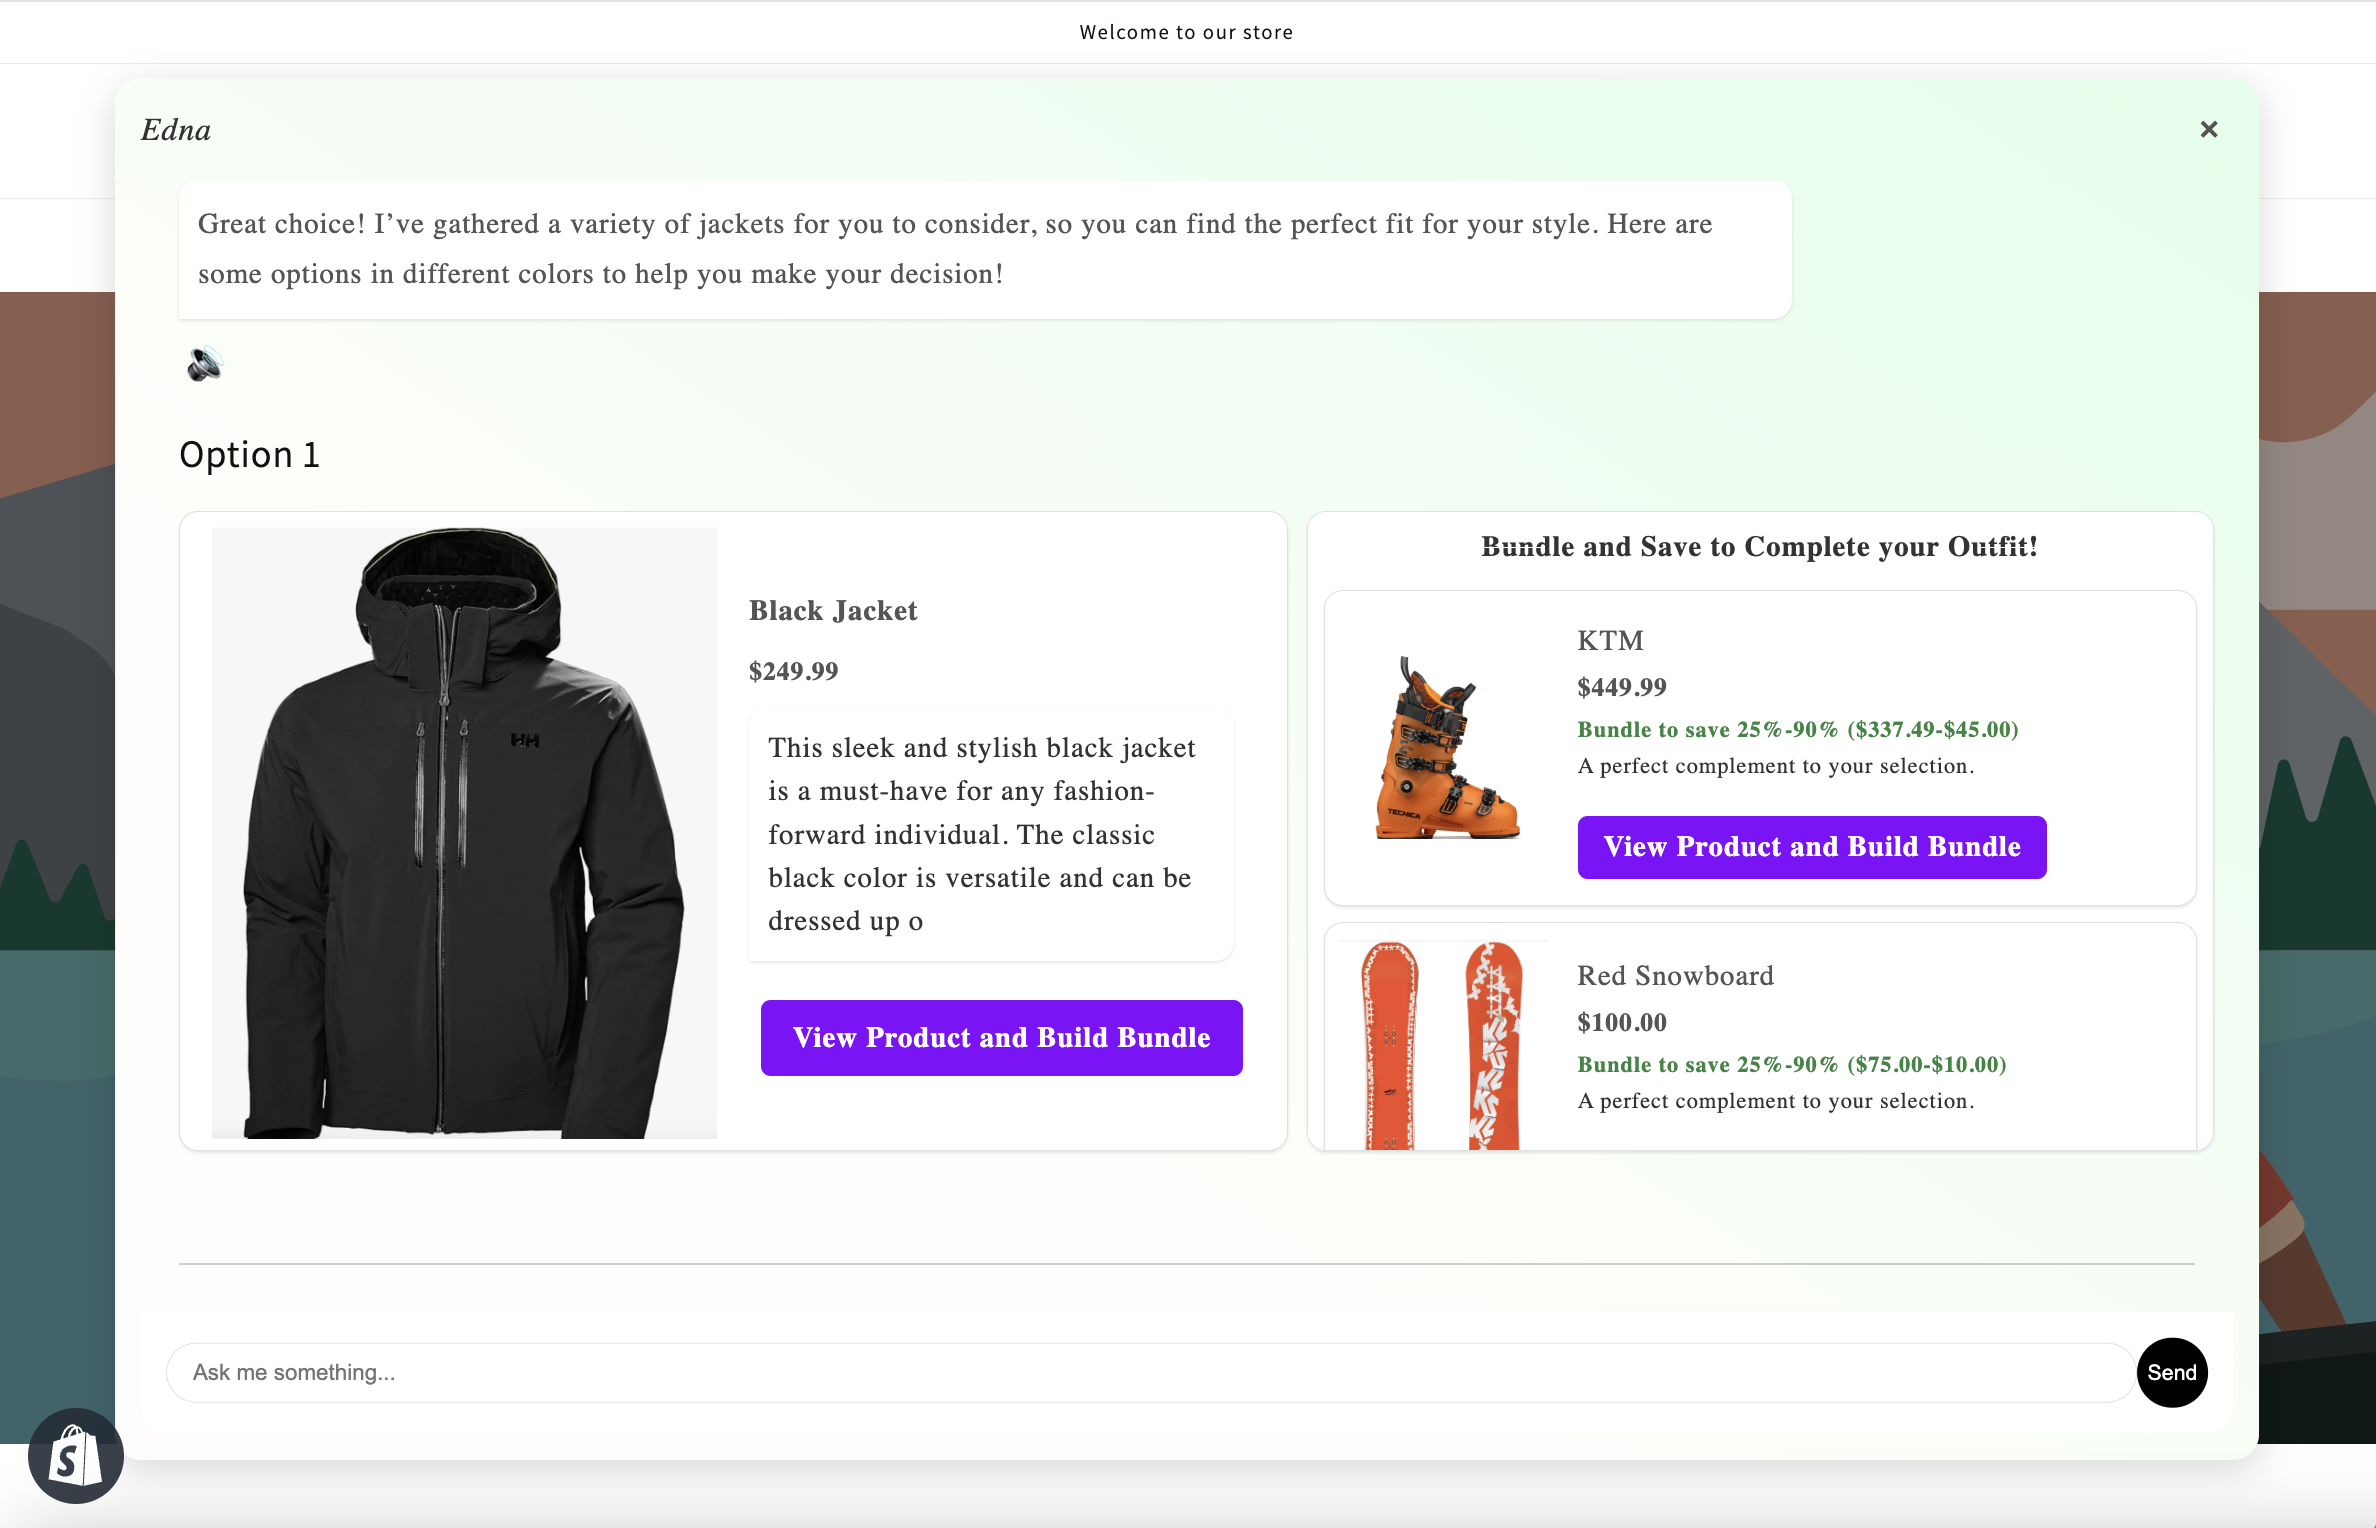 Welcome to our store
Edna
×
Great choice! I’ve gathered a variety of jackets for you to consider, so you can find the perfect fit for your style. Here are
some options in different colors to help you make your decision!
Option 1
HH
Black Jacket
$249.99
This sleek and stylish black jacket
is a must-have for any fashion-
forward individual. The classic
black color is versatile and can be
dressed up o
View Product and Build Bundle
Bundle and Save to Complete your Outfit!
TECNICA
KTM
$449.99
Bundle to save 25%-90% ($337.49-$45.00)
A perfect complement to your selection.
View Product and Build Bundle
Red Snowboard
$100.00
Bundle to save 25%-90% ($75.00-$10.00)
A perfect complement to your selection.
Ask me something...
Send